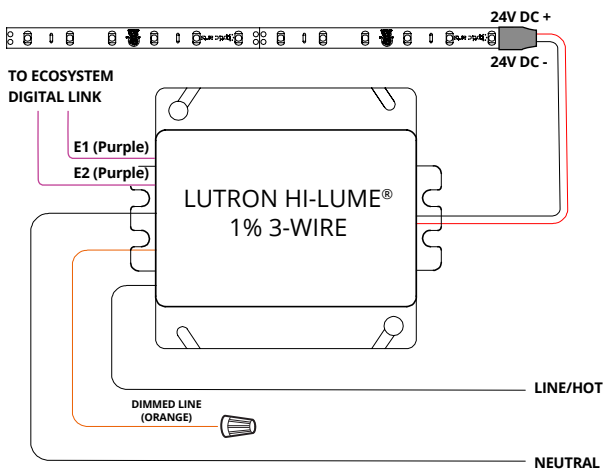 24V DC +
24V DC -
TO ECOSYSTEM
DIGITAL LINK
E1 (Purple)
E2 (Purple)
LUTRON HI-LUME®
1% 3-WIRE
LINE/HOT
DIMMED LINE
(ORANGE)
NEUTRAL